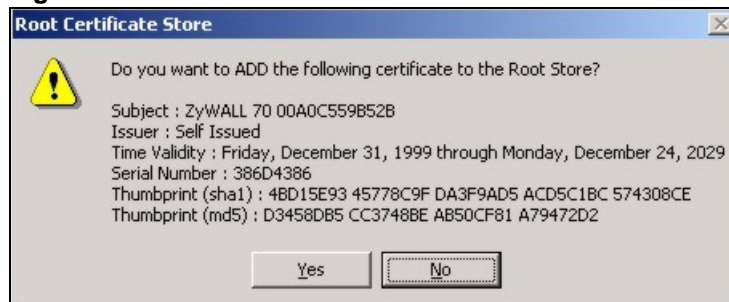 Root Certificate Store
Do you want to ADD the following certificate to the Root Store?
Subject : ZyWALL 70 00A0C559B52B
Issuer : Self Issued
Time Validity : Friday, December 31, 1999 through Monday, December 24, 2029
Serial Number : 386D4386
Thumbprint (sha1) : 4BD15E93 45778C9F DA3F9AD5 ACD5C1BC 574308CE
Thumbprint (md5) : D3458DB5 CC3748BE AB50CF81 A79472D2
Yes No